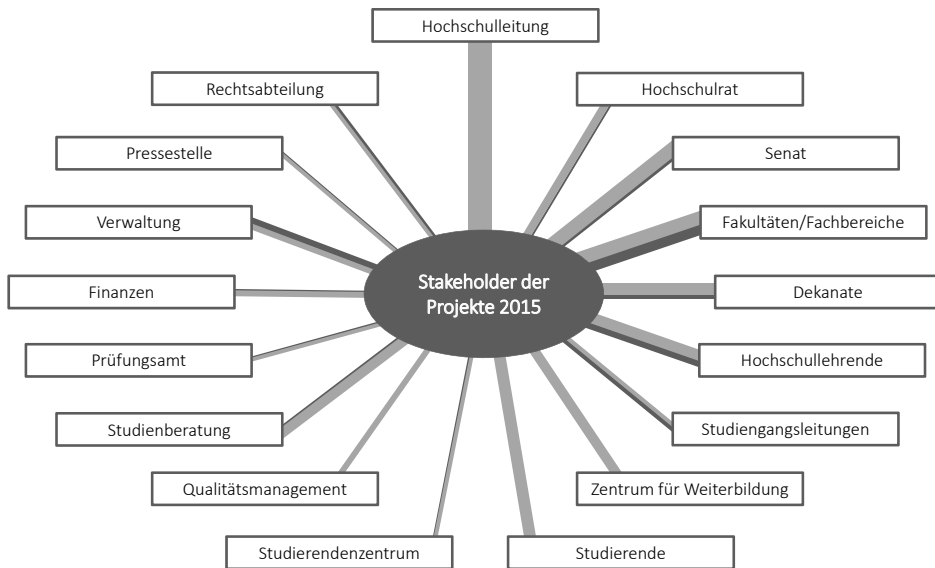 Hochschulleitung
Rechtsabteilung
Hochschulrat
Pressestelle
Senat
Verwaltung
Fakultäten/Fachbereiche
Stakeholder der
Projekte 2015
Finanzen
Dekanate
Prüfungsamt
Hochschullehrende
Studienberatung
Studiengangsleitungen
Qualitätsmanagement
Zentrum für Weiterbildung
Studierendenzentrum
Studierende